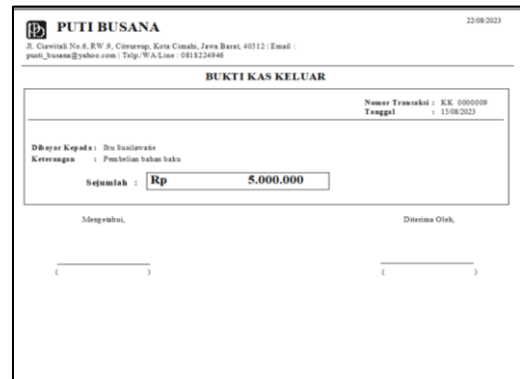 22/08/2023
PUTI BUSANA
Jl. Ciawitali No.6, RW.9, Citeureup, Kota Cimahi, Jawa Barat, 40512 | Email :
pusti_busana@yahoo.com | Telp./WA/Line : 0818224946
BUKTI KAS KELUAR
Nomor Transaksi : KK 0000009
Tanggal : 15/08/2023
Dibayar Kepada : Ibu Susilawatie
Keterangan : Pembelian bahan baku
Sejumlah : Rp 5.000.000
Mengetahui, Diterima Oleh,
( ) ( )